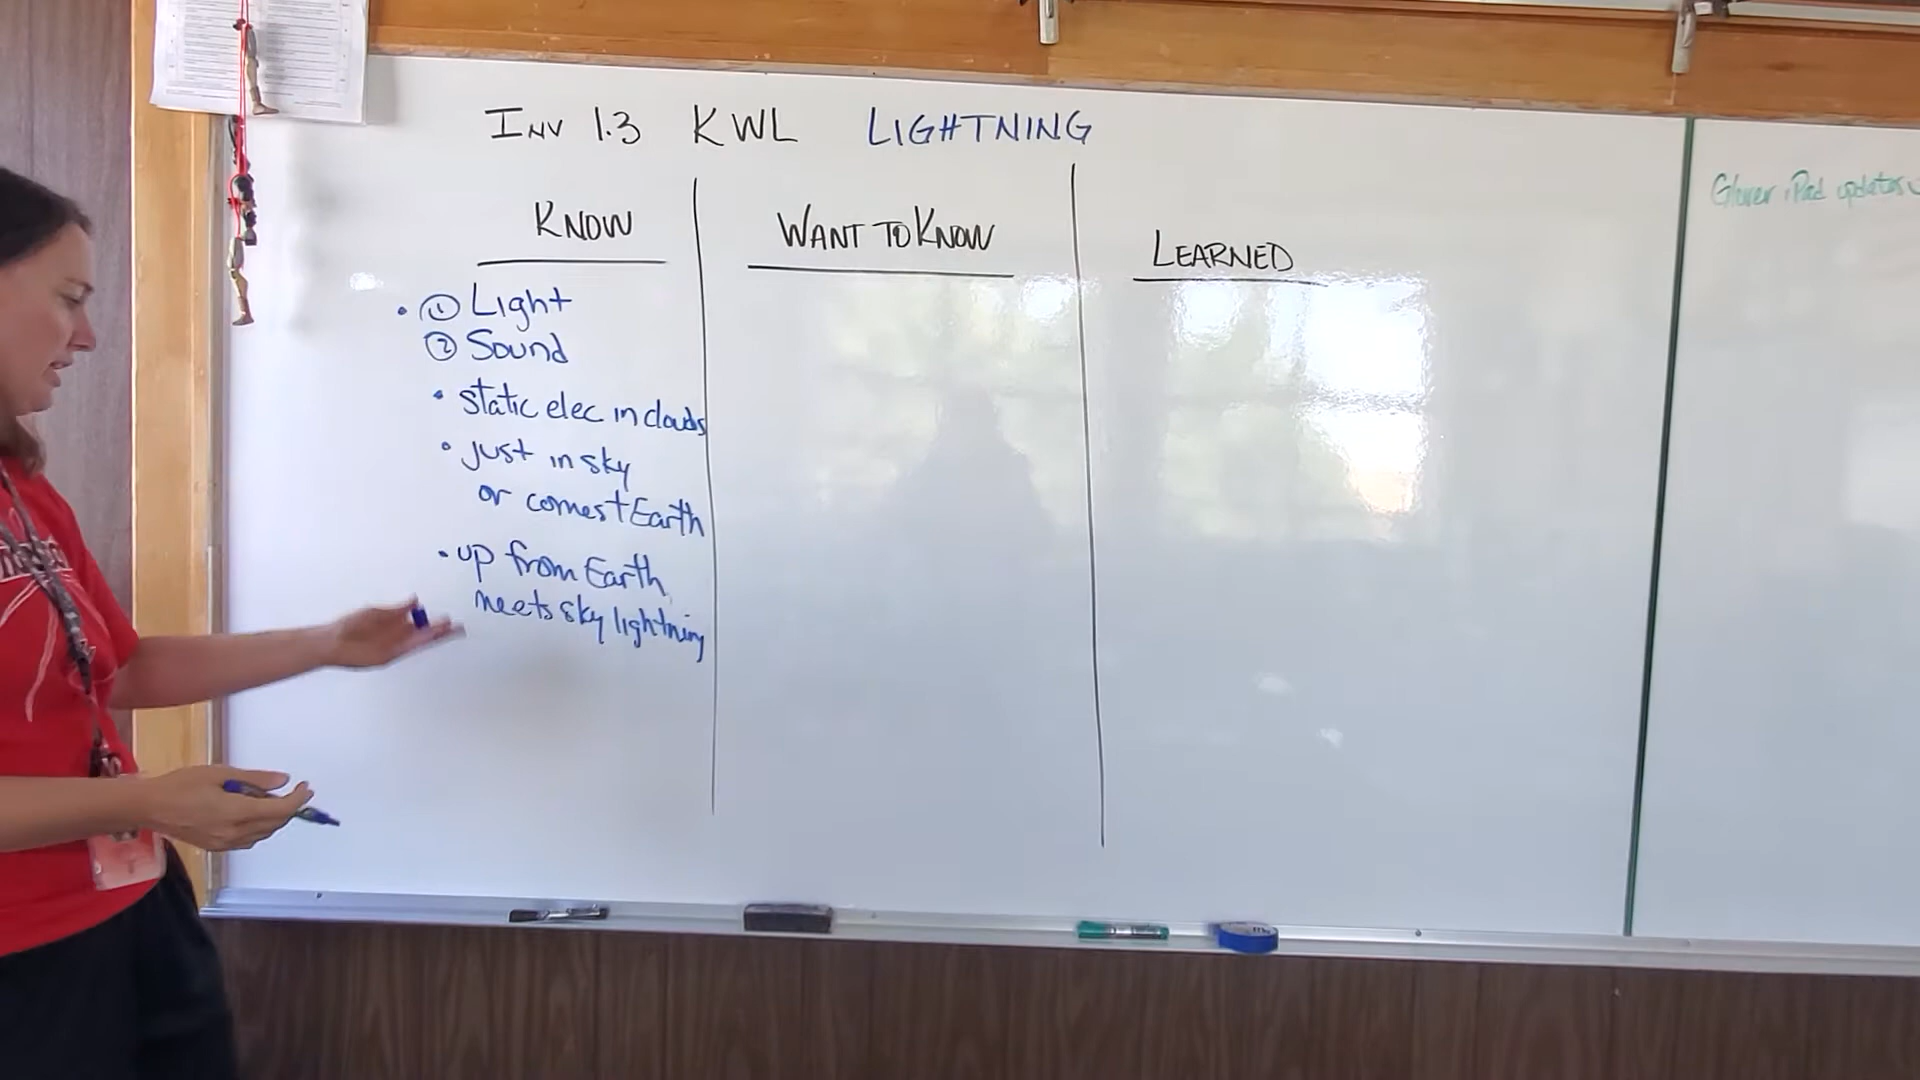 INV 1.3 KWL LIGHTNING
KNOW
WANT TO KNOW
LEARNED
• ① Light
② Sound
• static elec in clouds
• just in sky
or comes t Earth
• up from Earth
meets sky lightning
Glover iPad updates